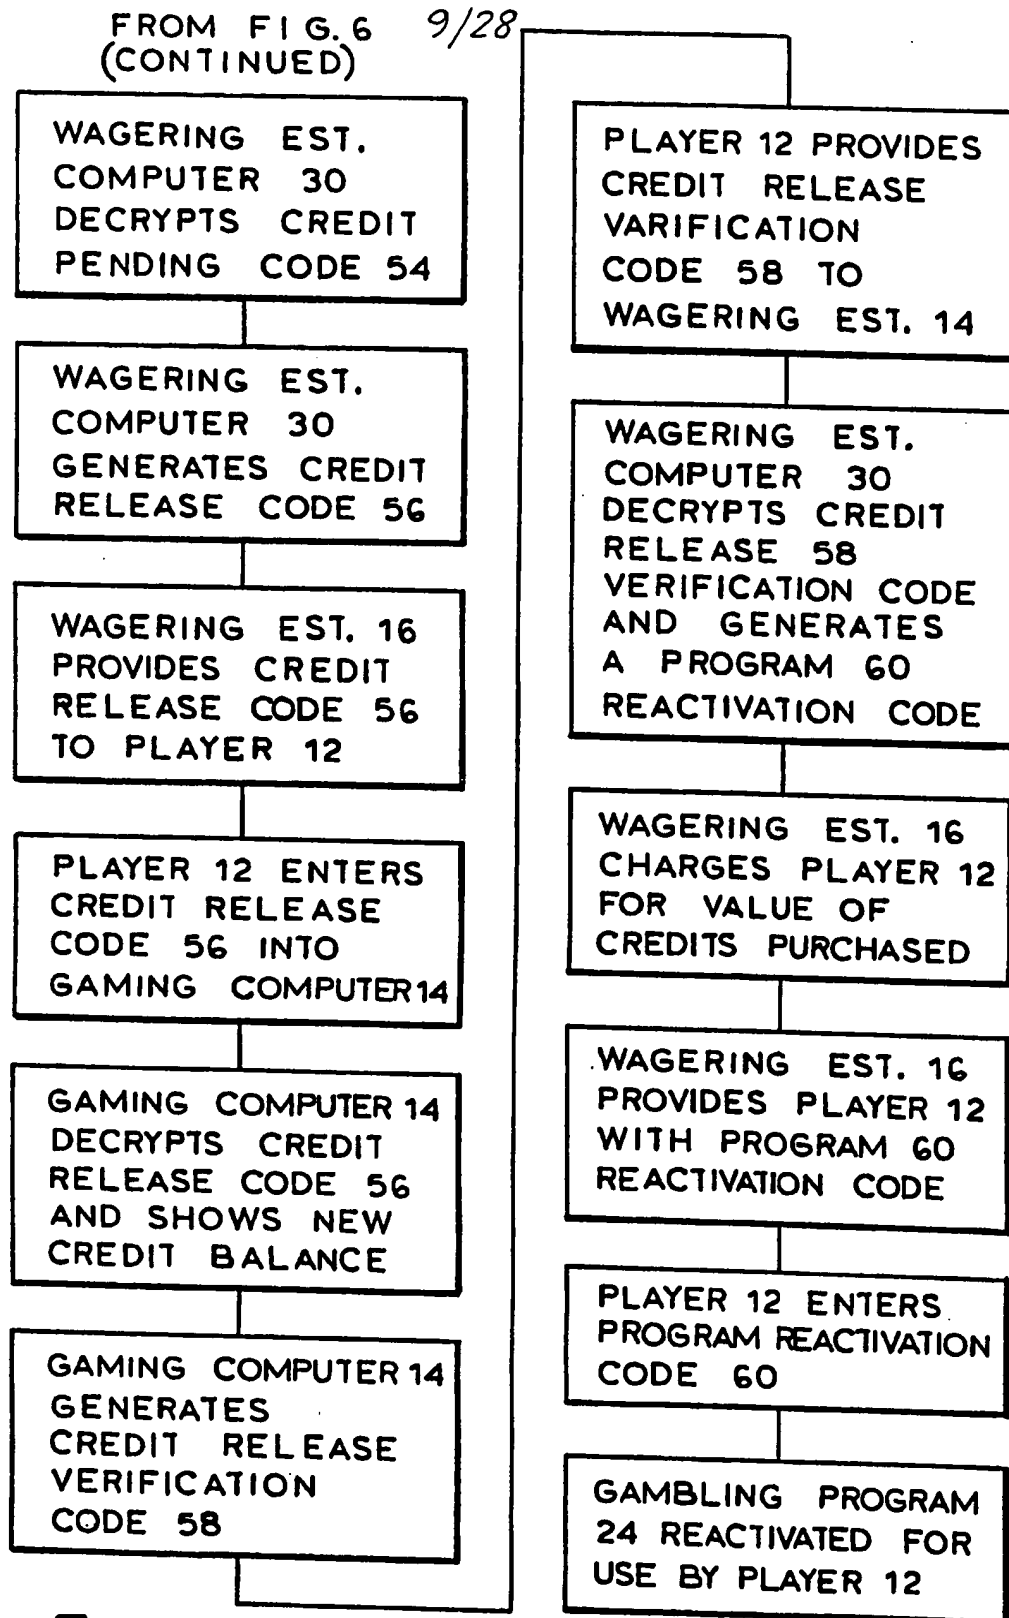 FROM FIG. 6
(CONTINUED)
9/28
WAGERING EST.
COMPUTER 30
DECRYPTS CREDIT
PENDING CODE 54
WAGERING EST.
COMPUTER 30
GENERATES CREDIT
RELEASE CODE 56
WAGERING EST. 16
PROVIDES CREDIT
RELEASE CODE 56
TO PLAYER 12
PLAYER 12 ENTERS
CREDIT RELEASE
CODE 56 INTO
GAMING COMPUTER 14
GAMING COMPUTER 14
DECRYPTS CREDIT
RELEASE CODE 56
AND SHOWS NEW
CREDIT BALANCE
GAMING COMPUTER 14
GENERATES
CREDIT RELEASE
VERIFICATION
CODE 58
PLAYER 12 PROVIDES
CREDIT RELEASE
VARIFICATION
CODE 58 TO
WAGERING EST. 14
WAGERING EST.
COMPUTER 30
DECRYPTS CREDIT
RELEASE 58
VERIFICATION CODE
AND GENERATES
A PROGRAM 60
REACTIVATION CODE
WAGERING EST. 16
CHARGES PLAYER 12
FOR VALUE OF
CREDITS PURCHASED
WAGERING EST. 16
PROVIDES PLAYER 12
WITH PROGRAM 60
REACTIVATION CODE
PLAYER 12 ENTERS
PROGRAM REACTIVATION
CODE 60
GAMBLING PROGRAM
24 REACTIVATED FOR
USE BY PLAYER 12